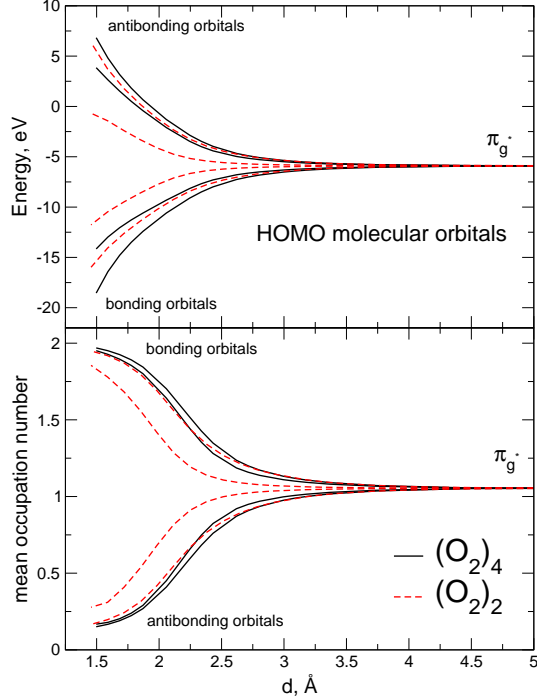 antibonding orbitals
10
5
0
-5
-10
-15
-20
Energy, eV
π_g*
HOMO molecular orbitals
bonding orbitals
2
1.5
1
0.5
0
mean occupation number
bonding orbitals
π_g*
(O2)4
(O2)2
antibonding orbitals
1.5 2 2.5 3 3.5 4 4.5 5
d, Å